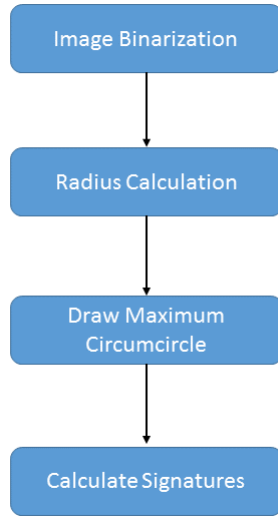 Image Binarization
Radius Calculation
Draw Maximum
Circumcircle
Calculate Signatures